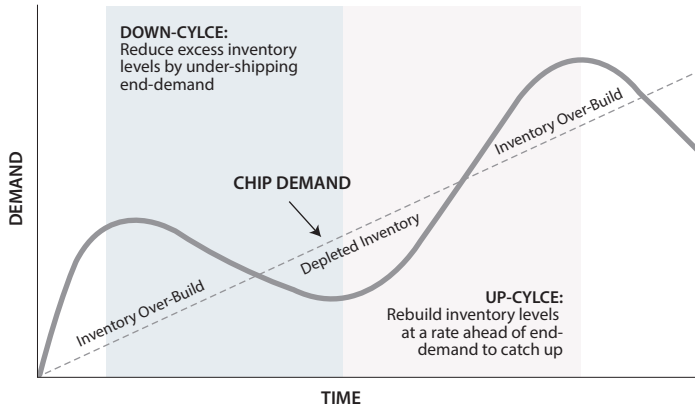 DOWN-CYLCE:
Reduce excess inventory
levels by under-shipping
end-demand
CHIP DEMAND
Inventory Over-Build
Depleted Inventory
Inventory Over-Build
UP-CYLCE:
Rebuild inventory levels
at a rate ahead of end-
demand to catch up
DEMAND
TIME